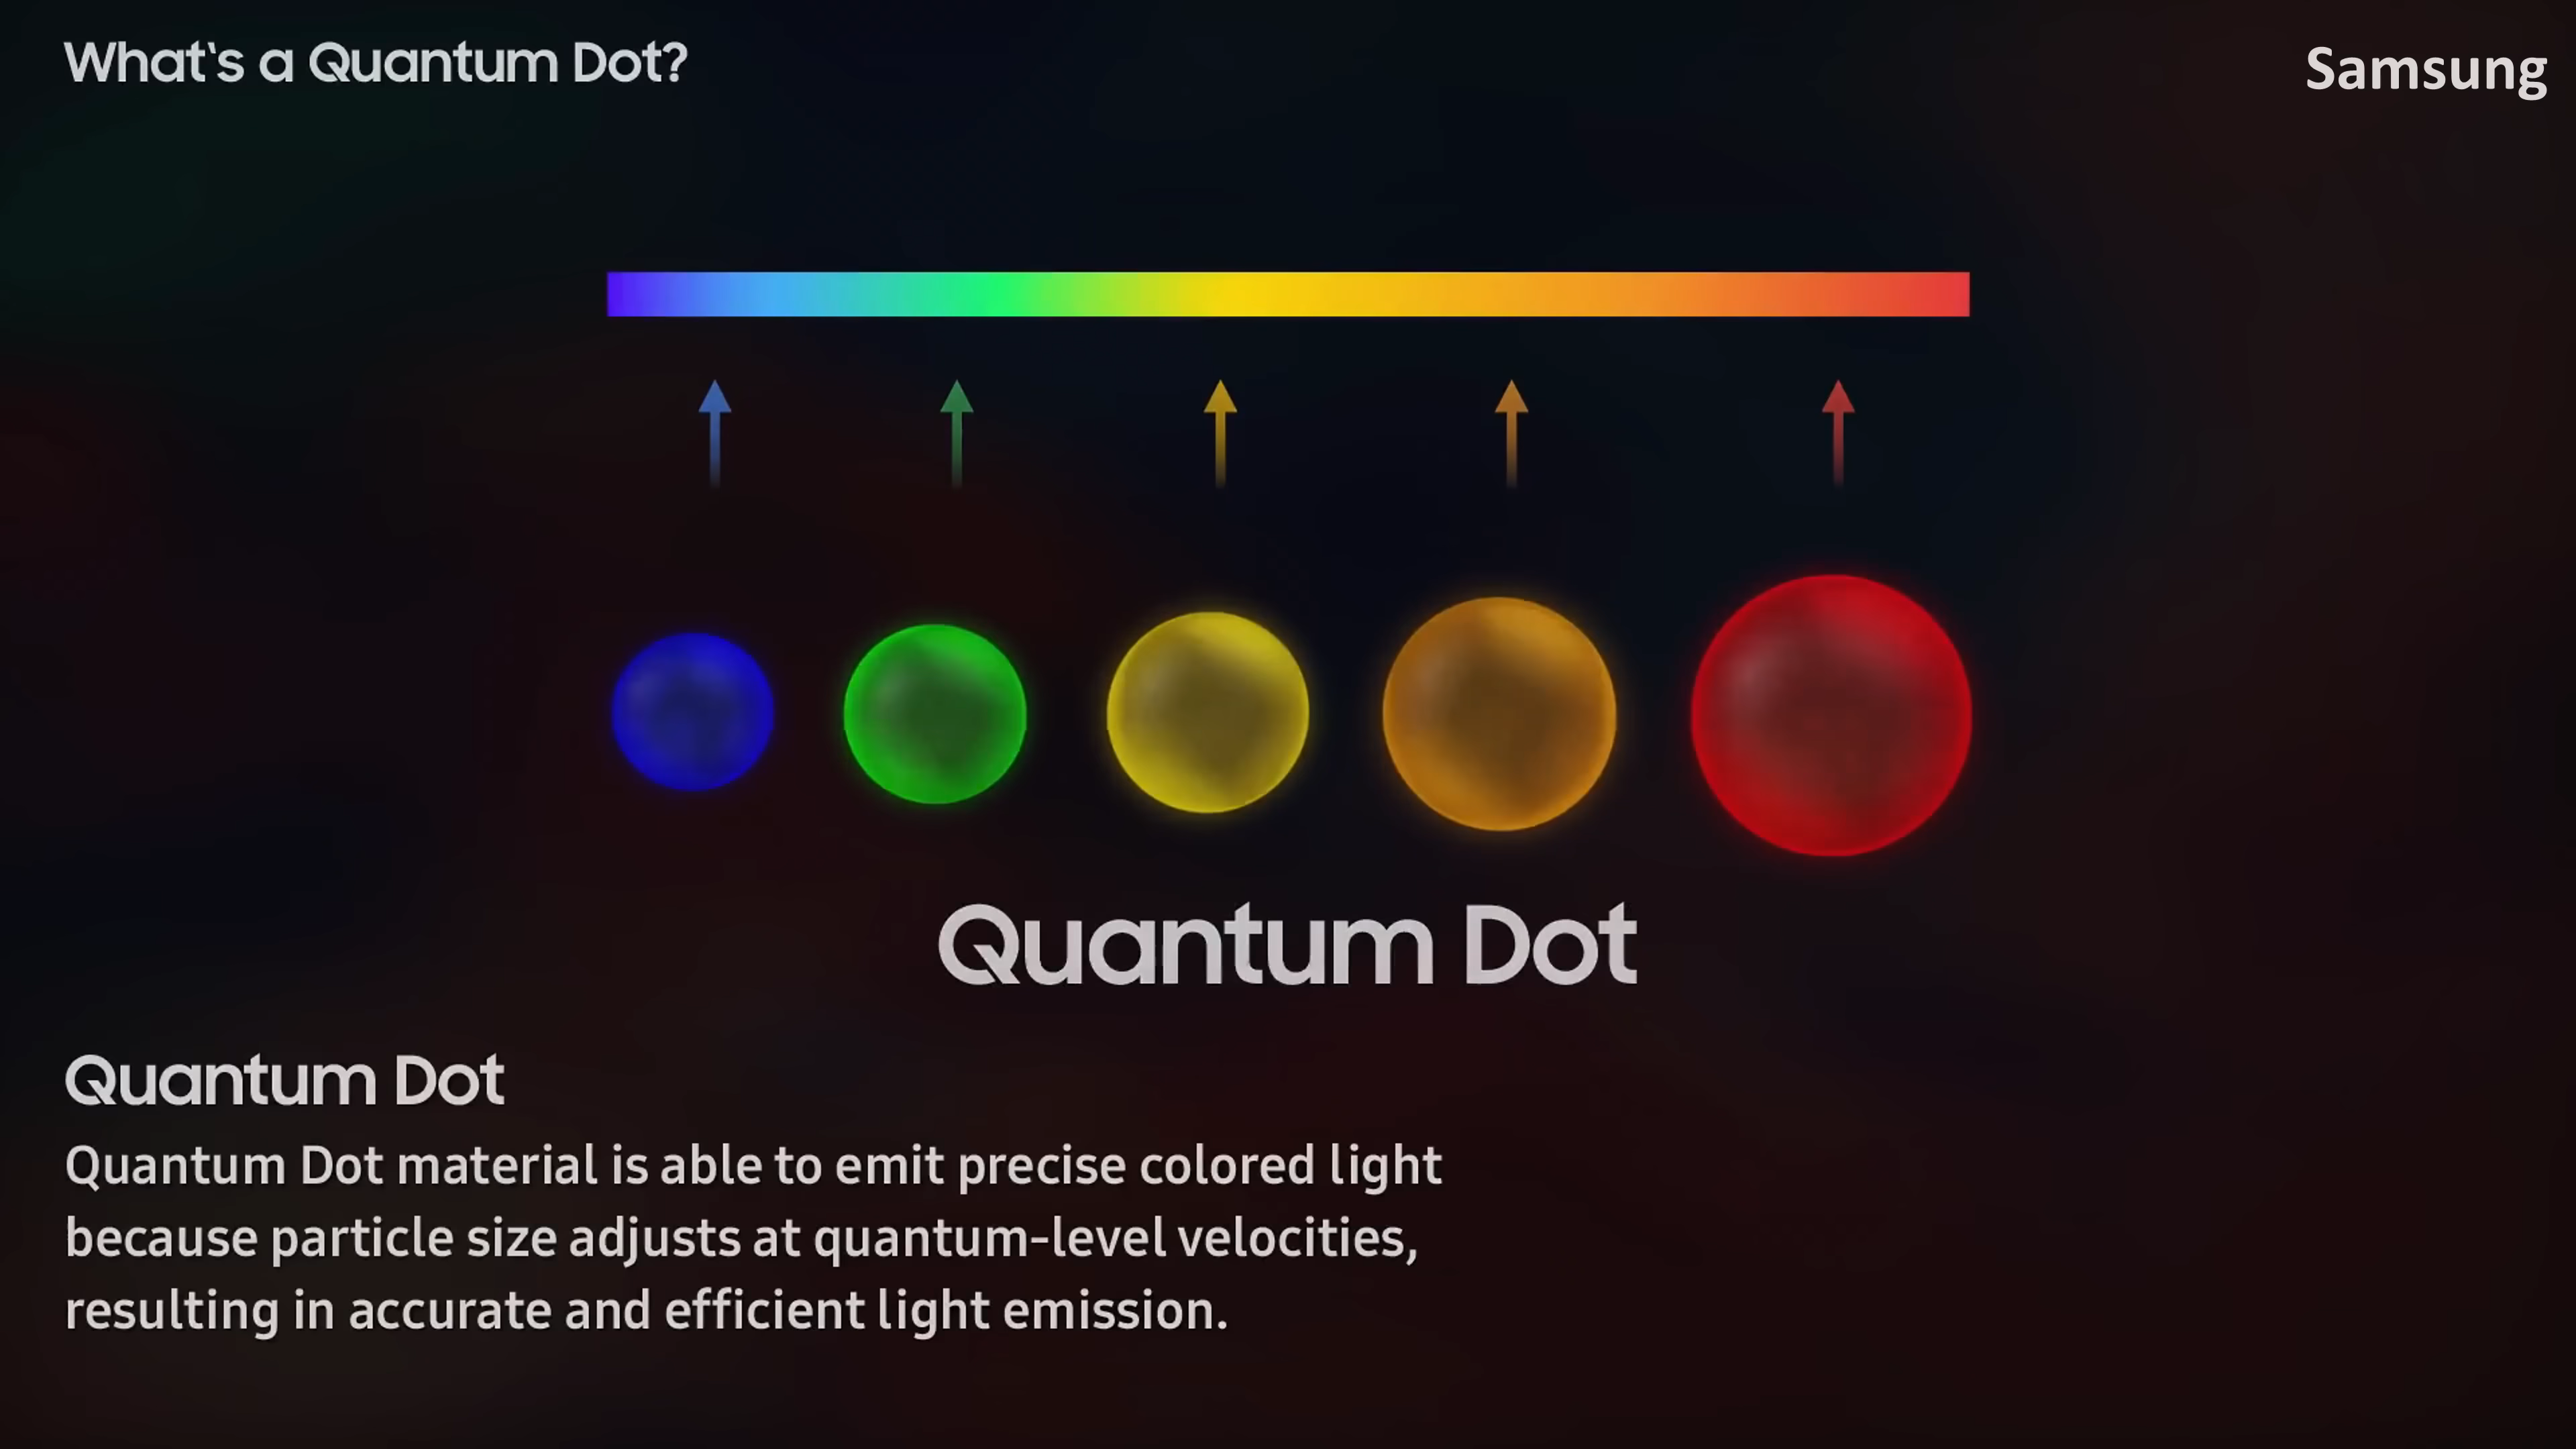 What's a Quantum Dot?
Samsung
Quantum Dot
Quantum Dot
Quantum Dot material is able to emit precise colored light
because particle size adjusts at quantum-level velocities,
resulting in accurate and efficient light emission.